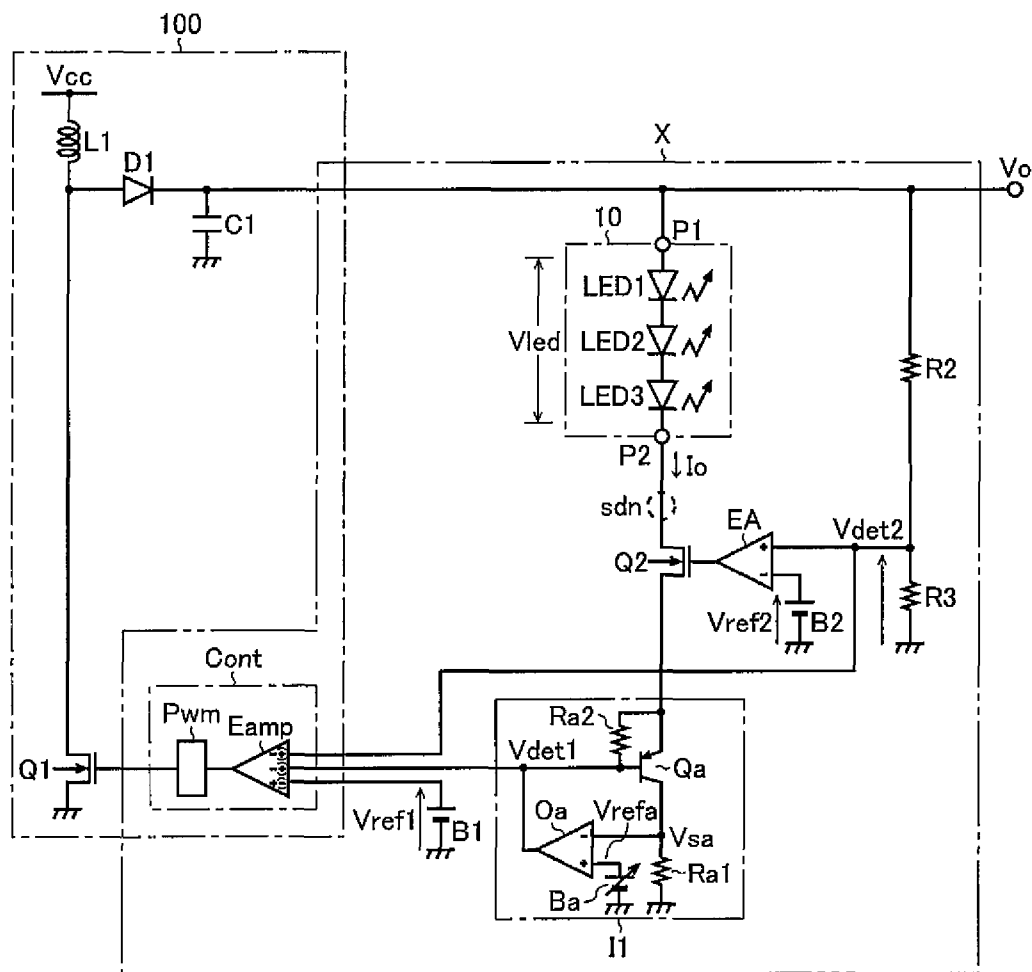 100
Vcc
L1
D1
C1
X
Vo
10
P1
LED1
LED2
LED3
Vled
P2
Io
sdn
R2
EA
+
-
Vdet2
Q2
Vref2
B2
R3
Cont
Pwm
Eamp
Q1
Vref1
B1
Ra2
Vdet1
Qa
Oa
Vrefa
-
+
Vsa
Ba
Ra1
I1